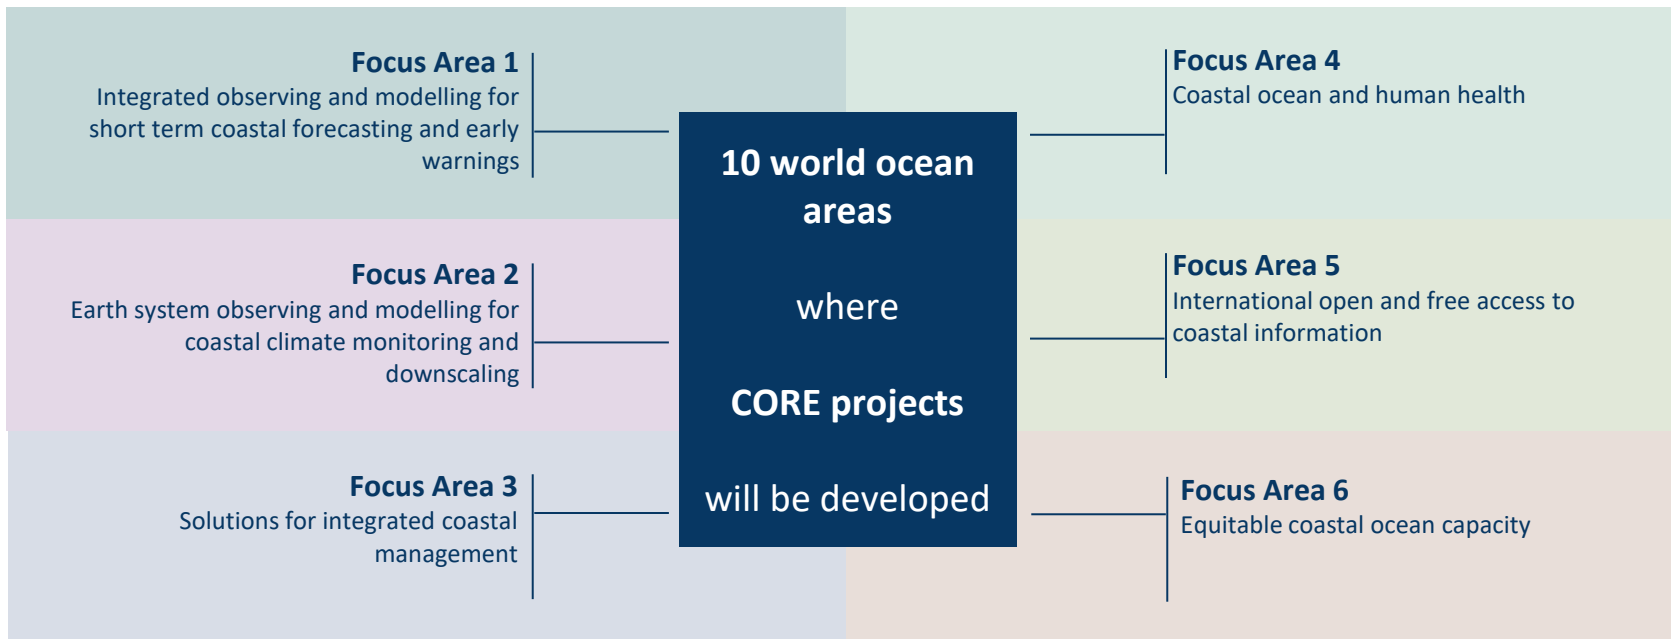 Focus Area 1
Integrated observing and modelling for
short term coastal forecasting and early
warnings
Focus Area 2
Earth system observing and modelling for
coastal climate monitoring and
downscaling
Focus Area 3
Solutions for integrated coastal
management
10 world ocean
areas
where
CORE projects
will be developed
Focus Area 4
Coastal ocean and human health
Focus Area 5
International open and free access to
coastal information
Focus Area 6
Equitable coastal ocean capacity